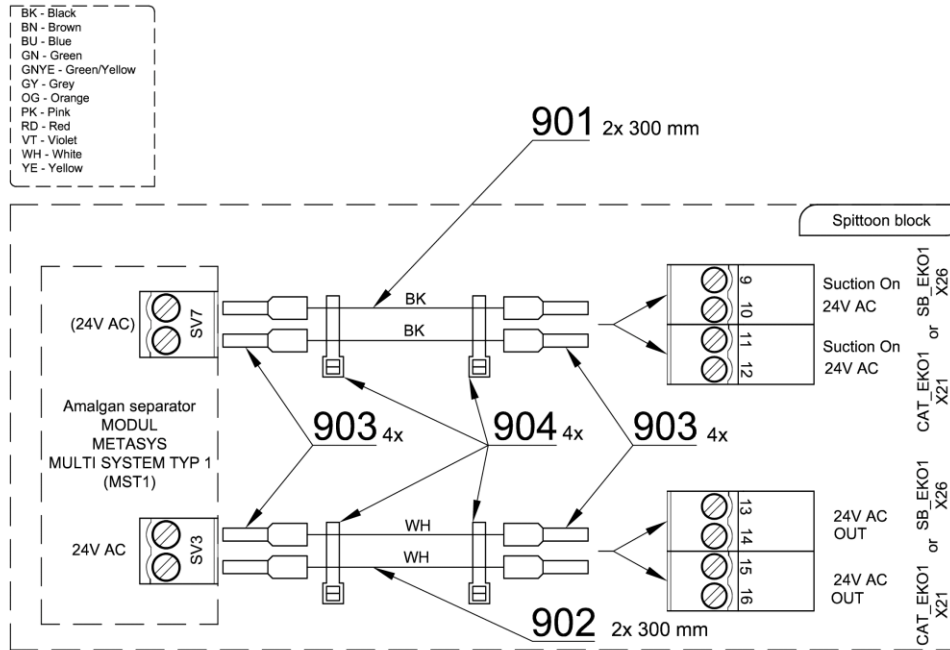 BK - Black
BN - Brown
BU - Blue
GN - Green
GNYE - Green/Yellow
GY - Grey
OG - Orange
PK - Pink
RD - Red
VT - Violet
WH - White
YE - Yellow
901 2x 300 mm
Spittoon block
(24V AC)
SV7
BK
BK
9
10
11
12
Suction On
24V AC
Suction On
24V AC
CAT_EKO1 or SB_EKO1
X21 X26
Amalgan separator
MODUL
METASYS
MULTI SYSTEM TYP 1
(MST1)
903 4x
904 4x
903 4x
24V AC
SV3
WH
WH
13
14
15
16
24V AC
OUT
24V AC
OUT
CAT_EKO1 or SB_EKO1
X21 X26
902 2x 300 mm